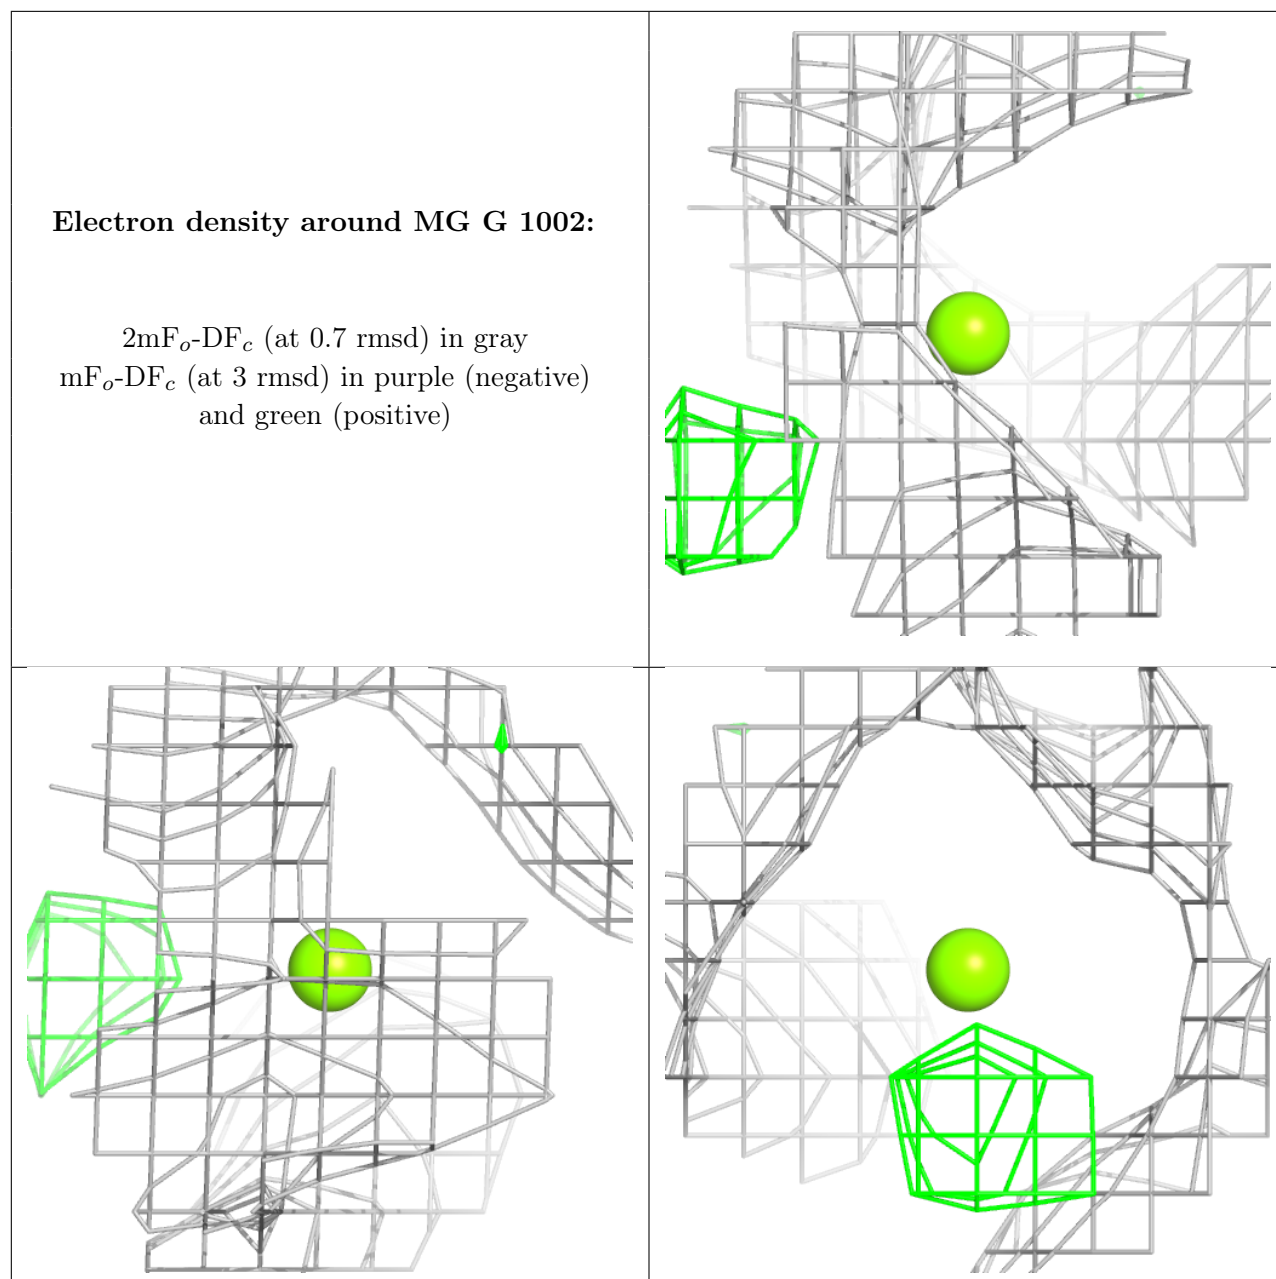 Electron density around MG G 1002:
2mFₒ-DF𝒸 (at 0.7 rmsd) in gray
mFₒ-DF𝒸 (at 3 rmsd) in purple (negative)
and green (positive)